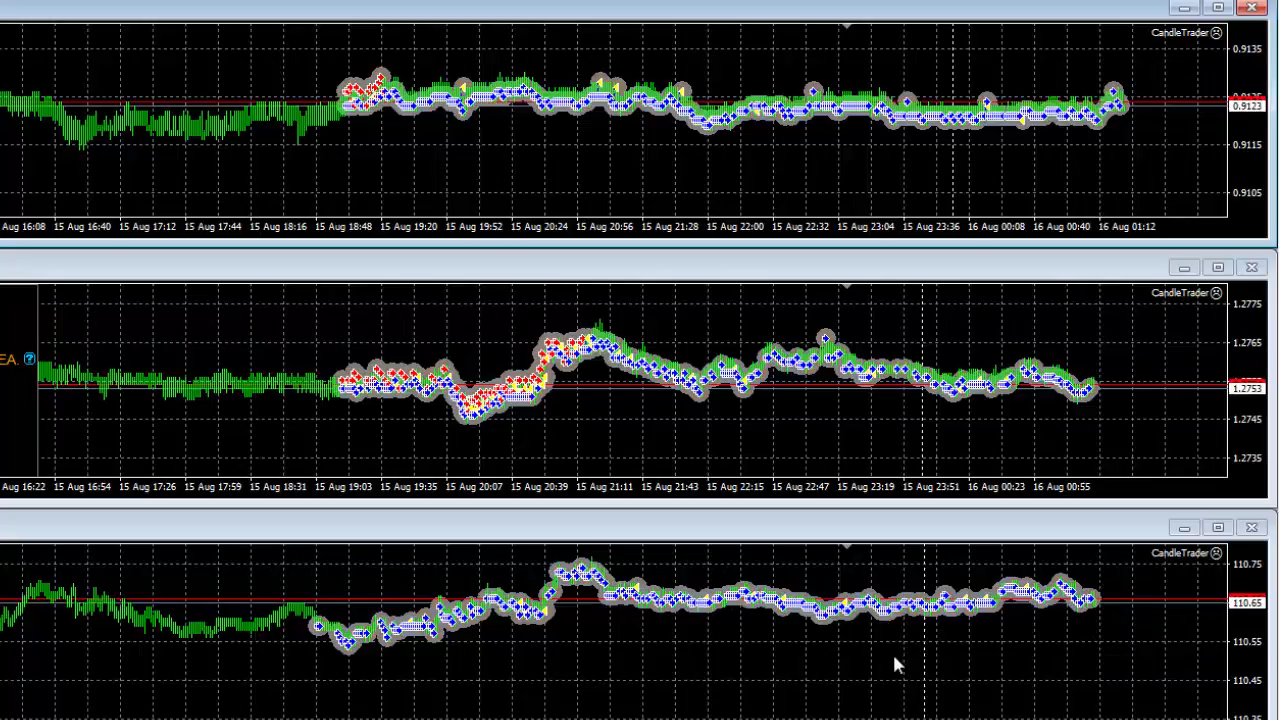 CandleTrader
0.9135
0.9123
0.9115
0.9105
Aug 16:08 15 Aug 16:40 15 Aug 17:12 15 Aug 17:44 15 Aug 18:16 15 Aug 18:48 15 Aug 19:20 15 Aug 19:52 15 Aug 20:24 15 Aug 20:56 15 Aug 21:28 15 Aug 22:00 15 Aug 22:32 15 Aug 23:04 15 Aug 23:36 16 Aug 00:08 16 Aug 00:40 16 Aug 01:12
CandleTrader
1.2775
1.2765
EA. ?
1.2753
1.2745
1.2735
Aug 16:22 15 Aug 16:54 15 Aug 17:26 15 Aug 17:59 15 Aug 18:31 15 Aug 19:03 15 Aug 19:35 15 Aug 20:07 15 Aug 20:39 15 Aug 21:11 15 Aug 21:43 15 Aug 22:15 15 Aug 22:47 15 Aug 23:19 15 Aug 23:51 16 Aug 00:23 16 Aug 00:55
CandleTrader
110.75
110.65
110.55
110.45